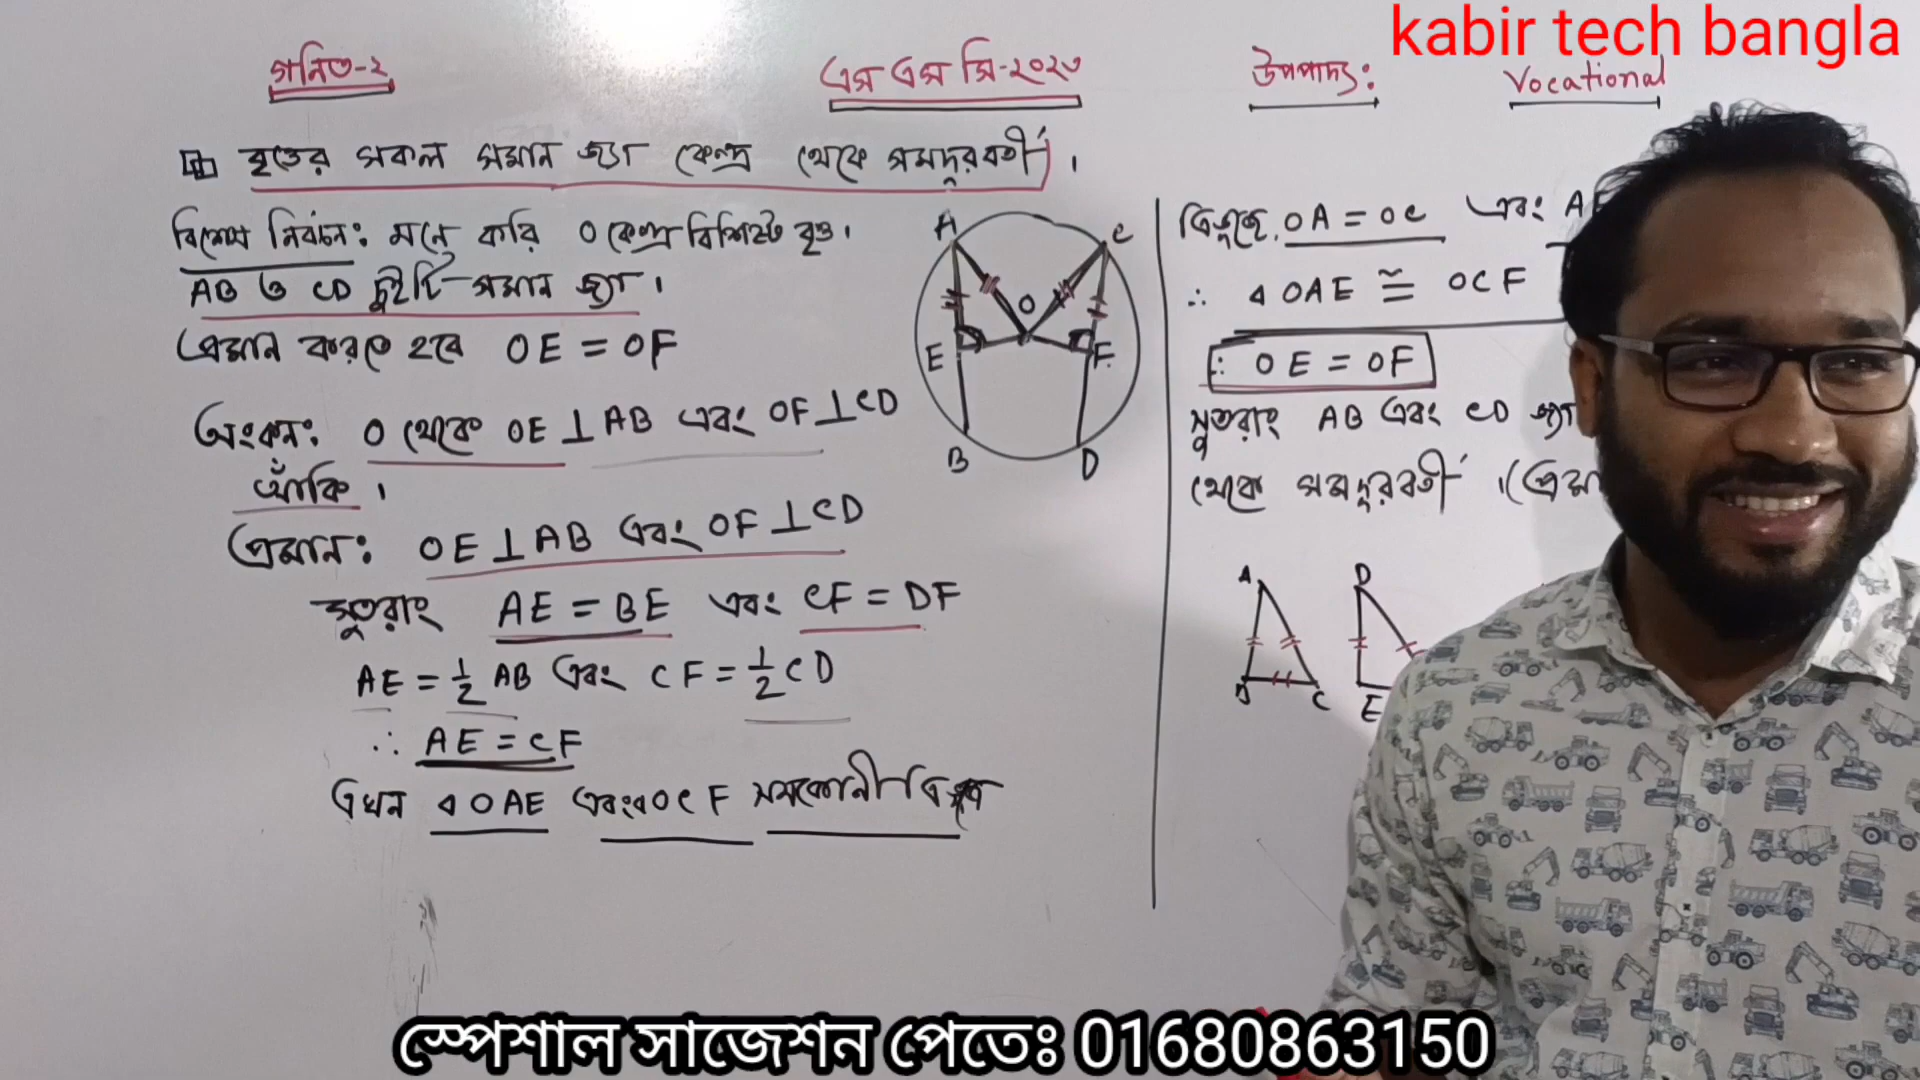 kabir tech bangla
গনিত-২
এস এস সি-২০২৩
উপপাদ্য:
Vocational
বৃত্তের সকল সমান জ্যা কেন্দ্র থেকে সমদূরবর্তী।
বিশেষ নির্বচন: মনে করি O কেন্দ্র বিশিষ্ট বৃত্ত।
AB ও CD দুইটি সমান জ্যা।
প্রমান করতে হবে OE = OF
অংকন: O থেকে OE ⊥ AB এবং OF ⊥ CD
আঁকি।
প্রমান: OE ⊥ AB এবং OF ⊥ CD
সুতরাং AE = BE এবং CF = DF
AE = 1/2 AB এবং CF = 1/2 CD
∴ AE = CF
এখন ΔOAE এবং ΔOCF সমকোনী
A
C
O
E
F
B
D
ত্রিভুজে, OA = OC এবং
∴ ΔOAE ≅ OCF
∴ OE = OF
সুতরাং AB এবং CD জ্যা
থেকে সমদূরবর্তী।
A
B
C
D
E
স্পেশাল সাজেশন পেতেঃ 01680863150